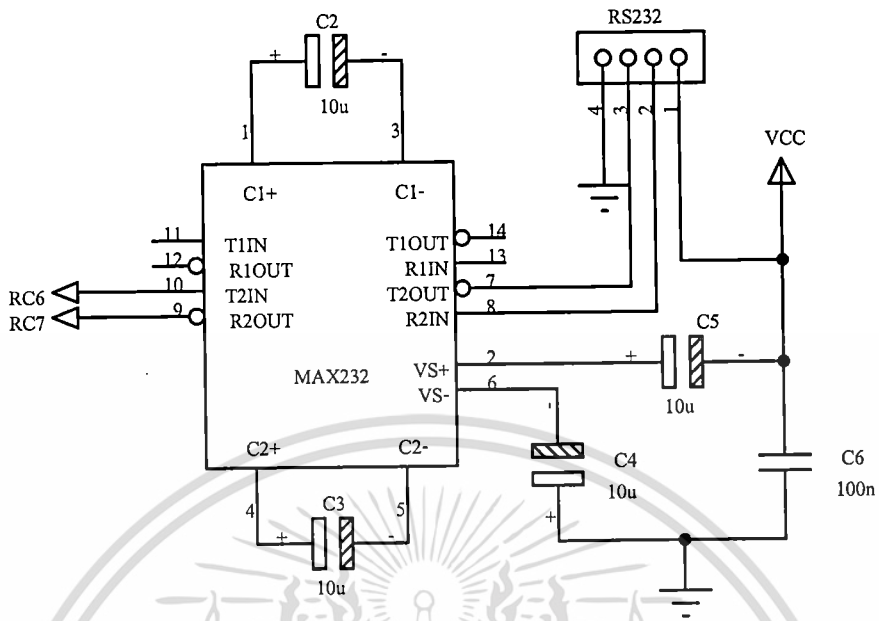 C2
+ -
10u
1 3
RS232
4 3 2 1
VCC
C1+ C1-
11 T1IN T1OUT 14
12 R1OUT R1IN 13
RC6 10 T2IN T2OUT 7
RC7 9 R2OUT R2IN 8
C5
VS+ 2 + -
MAX232
VS- 6 10u
-
C2+ C2-
C4
10u
+
C6
100n
4 5
C3
+ -
10u